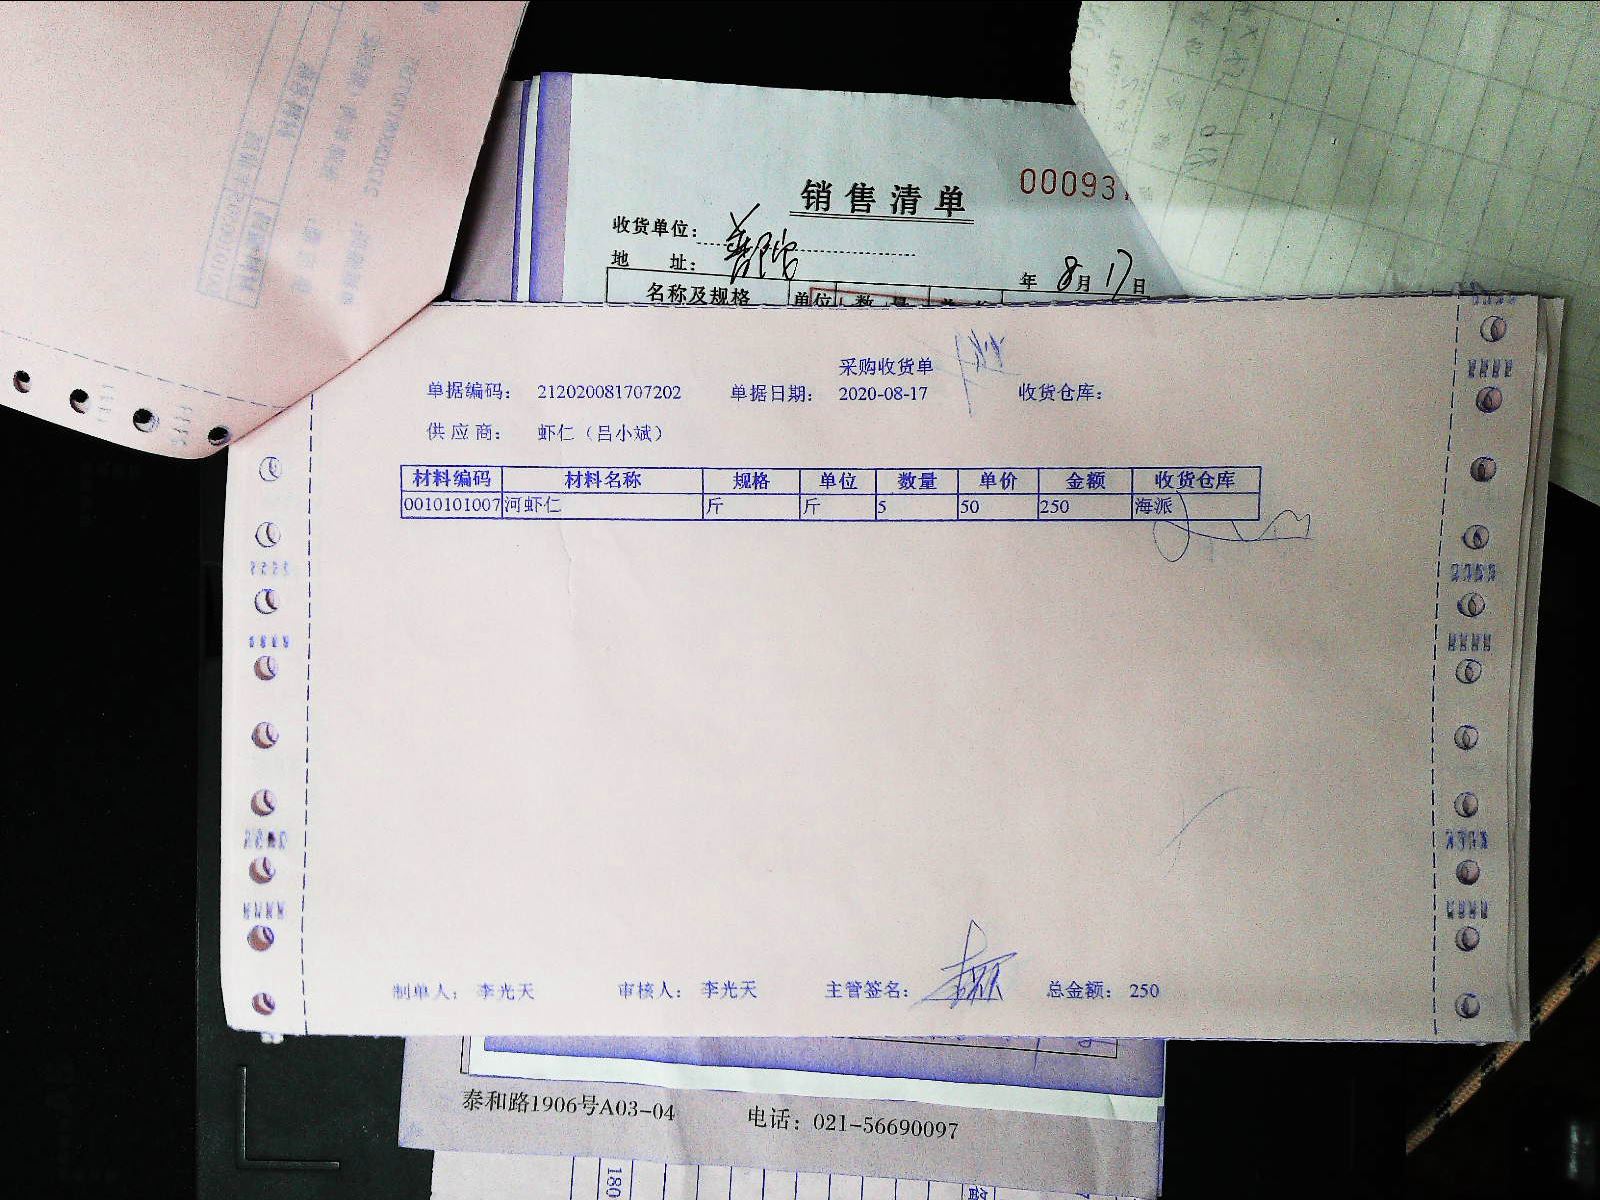 销售清单
000937
收货单位：
地 址：
年 8月 17日
名称及规格 单位 数量
采购收货单
单据编码： 212020081707202 单据日期： 2020-08-17 收货仓库：
供应商： 虾仁（吕小斌）
材料编码 材料名称 规格 单位 数量 单价 金额 收货仓库
0010101007 河虾仁 斤 斤 5 50 250 海派
制单人： 李光天 审核人： 李光天 主管签名： 总金额： 250
泰和路1906号A03-04 电话：021-56690097
180